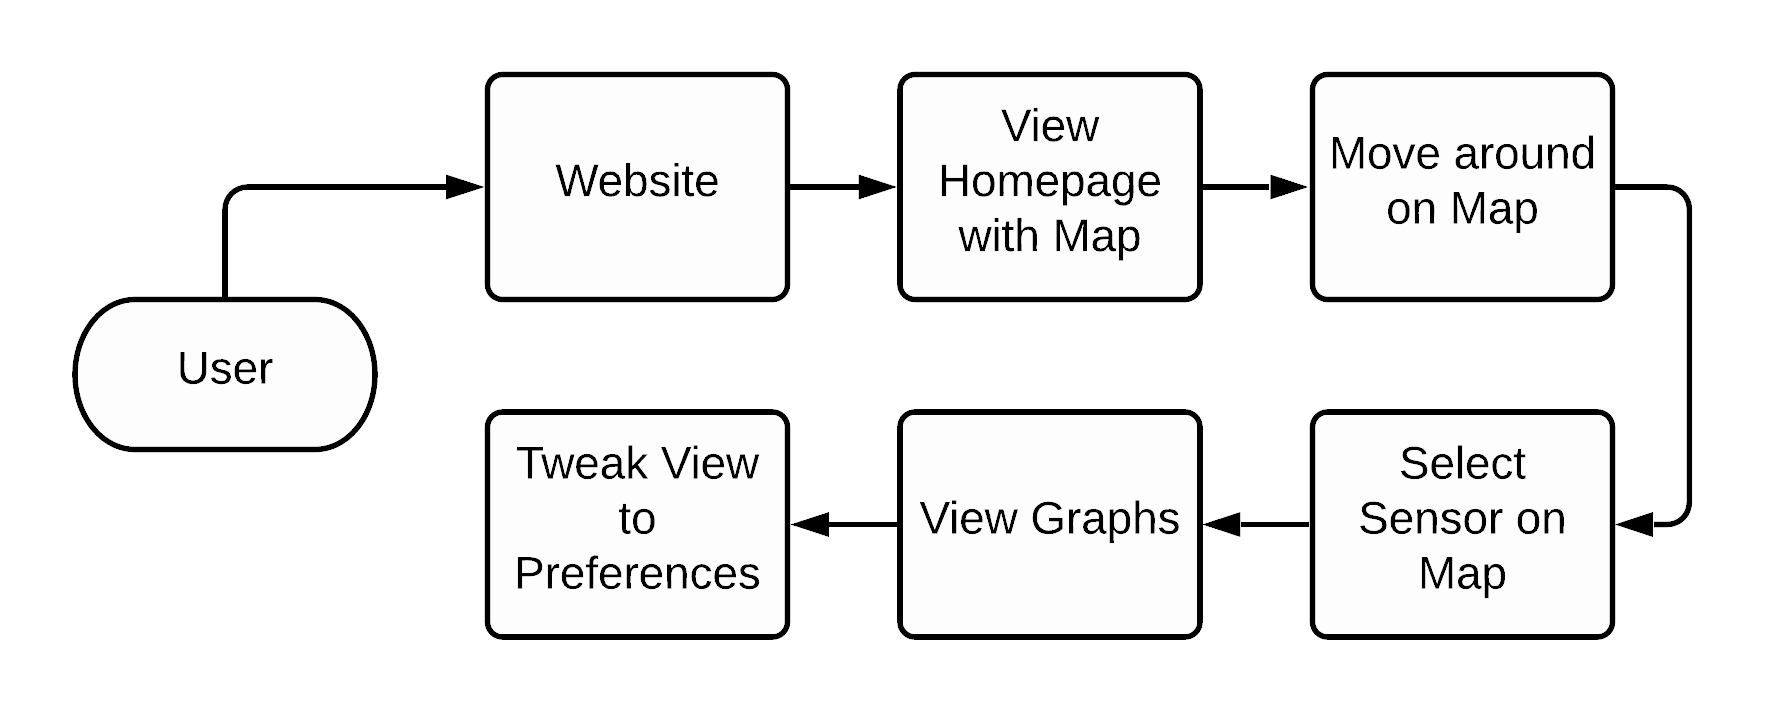 User
Website
View
Homepage
with Map
Move around
on Map
Select
Sensor on
Map
View Graphs
Tweak View
to
Preferences